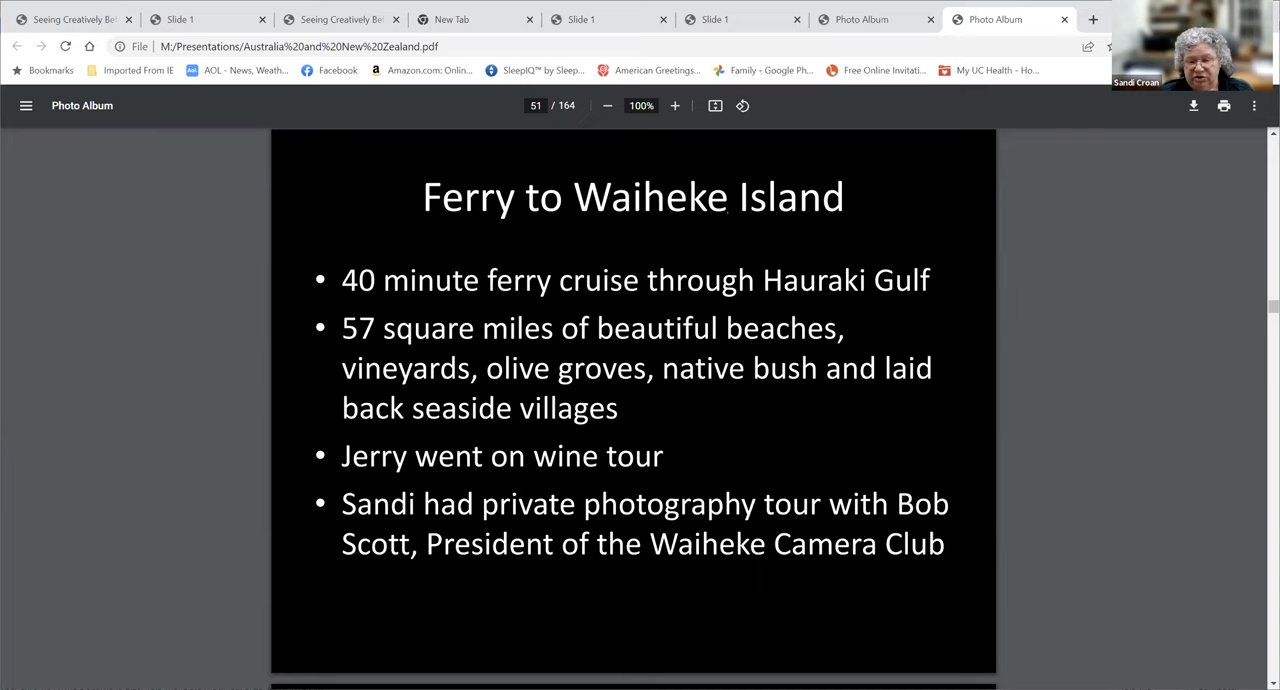 Seeing Creatively Be
Slide 1
Seeing Creatively Be
New Tab
Slide 1
Slide 1
Photo Album
Photo Album
File | M:/Presentations/Australia%20and%20New%20Zealand.pdf
Bookmarks
Imported From IE
AOL - News, Weath...
Facebook
Amazon.com: Onlin...
SleepIQ™ by Sleep...
American Greetings...
Family - Google Ph...
Free Online Invitati...
My UC Health - Ho...
Sandi Croan
Photo Album
51 / 164
100%
Ferry to Waiheke Island
• 40 minute ferry cruise through Hauraki Gulf
• 57 square miles of beautiful beaches,
vineyards, olive groves, native bush and laid
back seaside villages
• Jerry went on wine tour
• Sandi had private photography tour with Bob
Scott, President of the Waiheke Camera Club